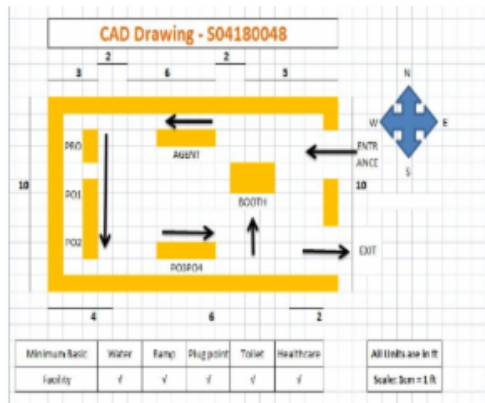 CAD Drawing - S04180048
2 2
3 6 3
N
W E
S
PRO
AGENT
ENTR
ANCE
10 10
PO1
BOOTH
PO2
EXIT
PO3PO4
4 6 2
Minimum Basic Water Ramp Plug point Toilet Healthcare
Facility √ √ √ √ √
All Units are in ft
Scale: 1cm = 1 ft